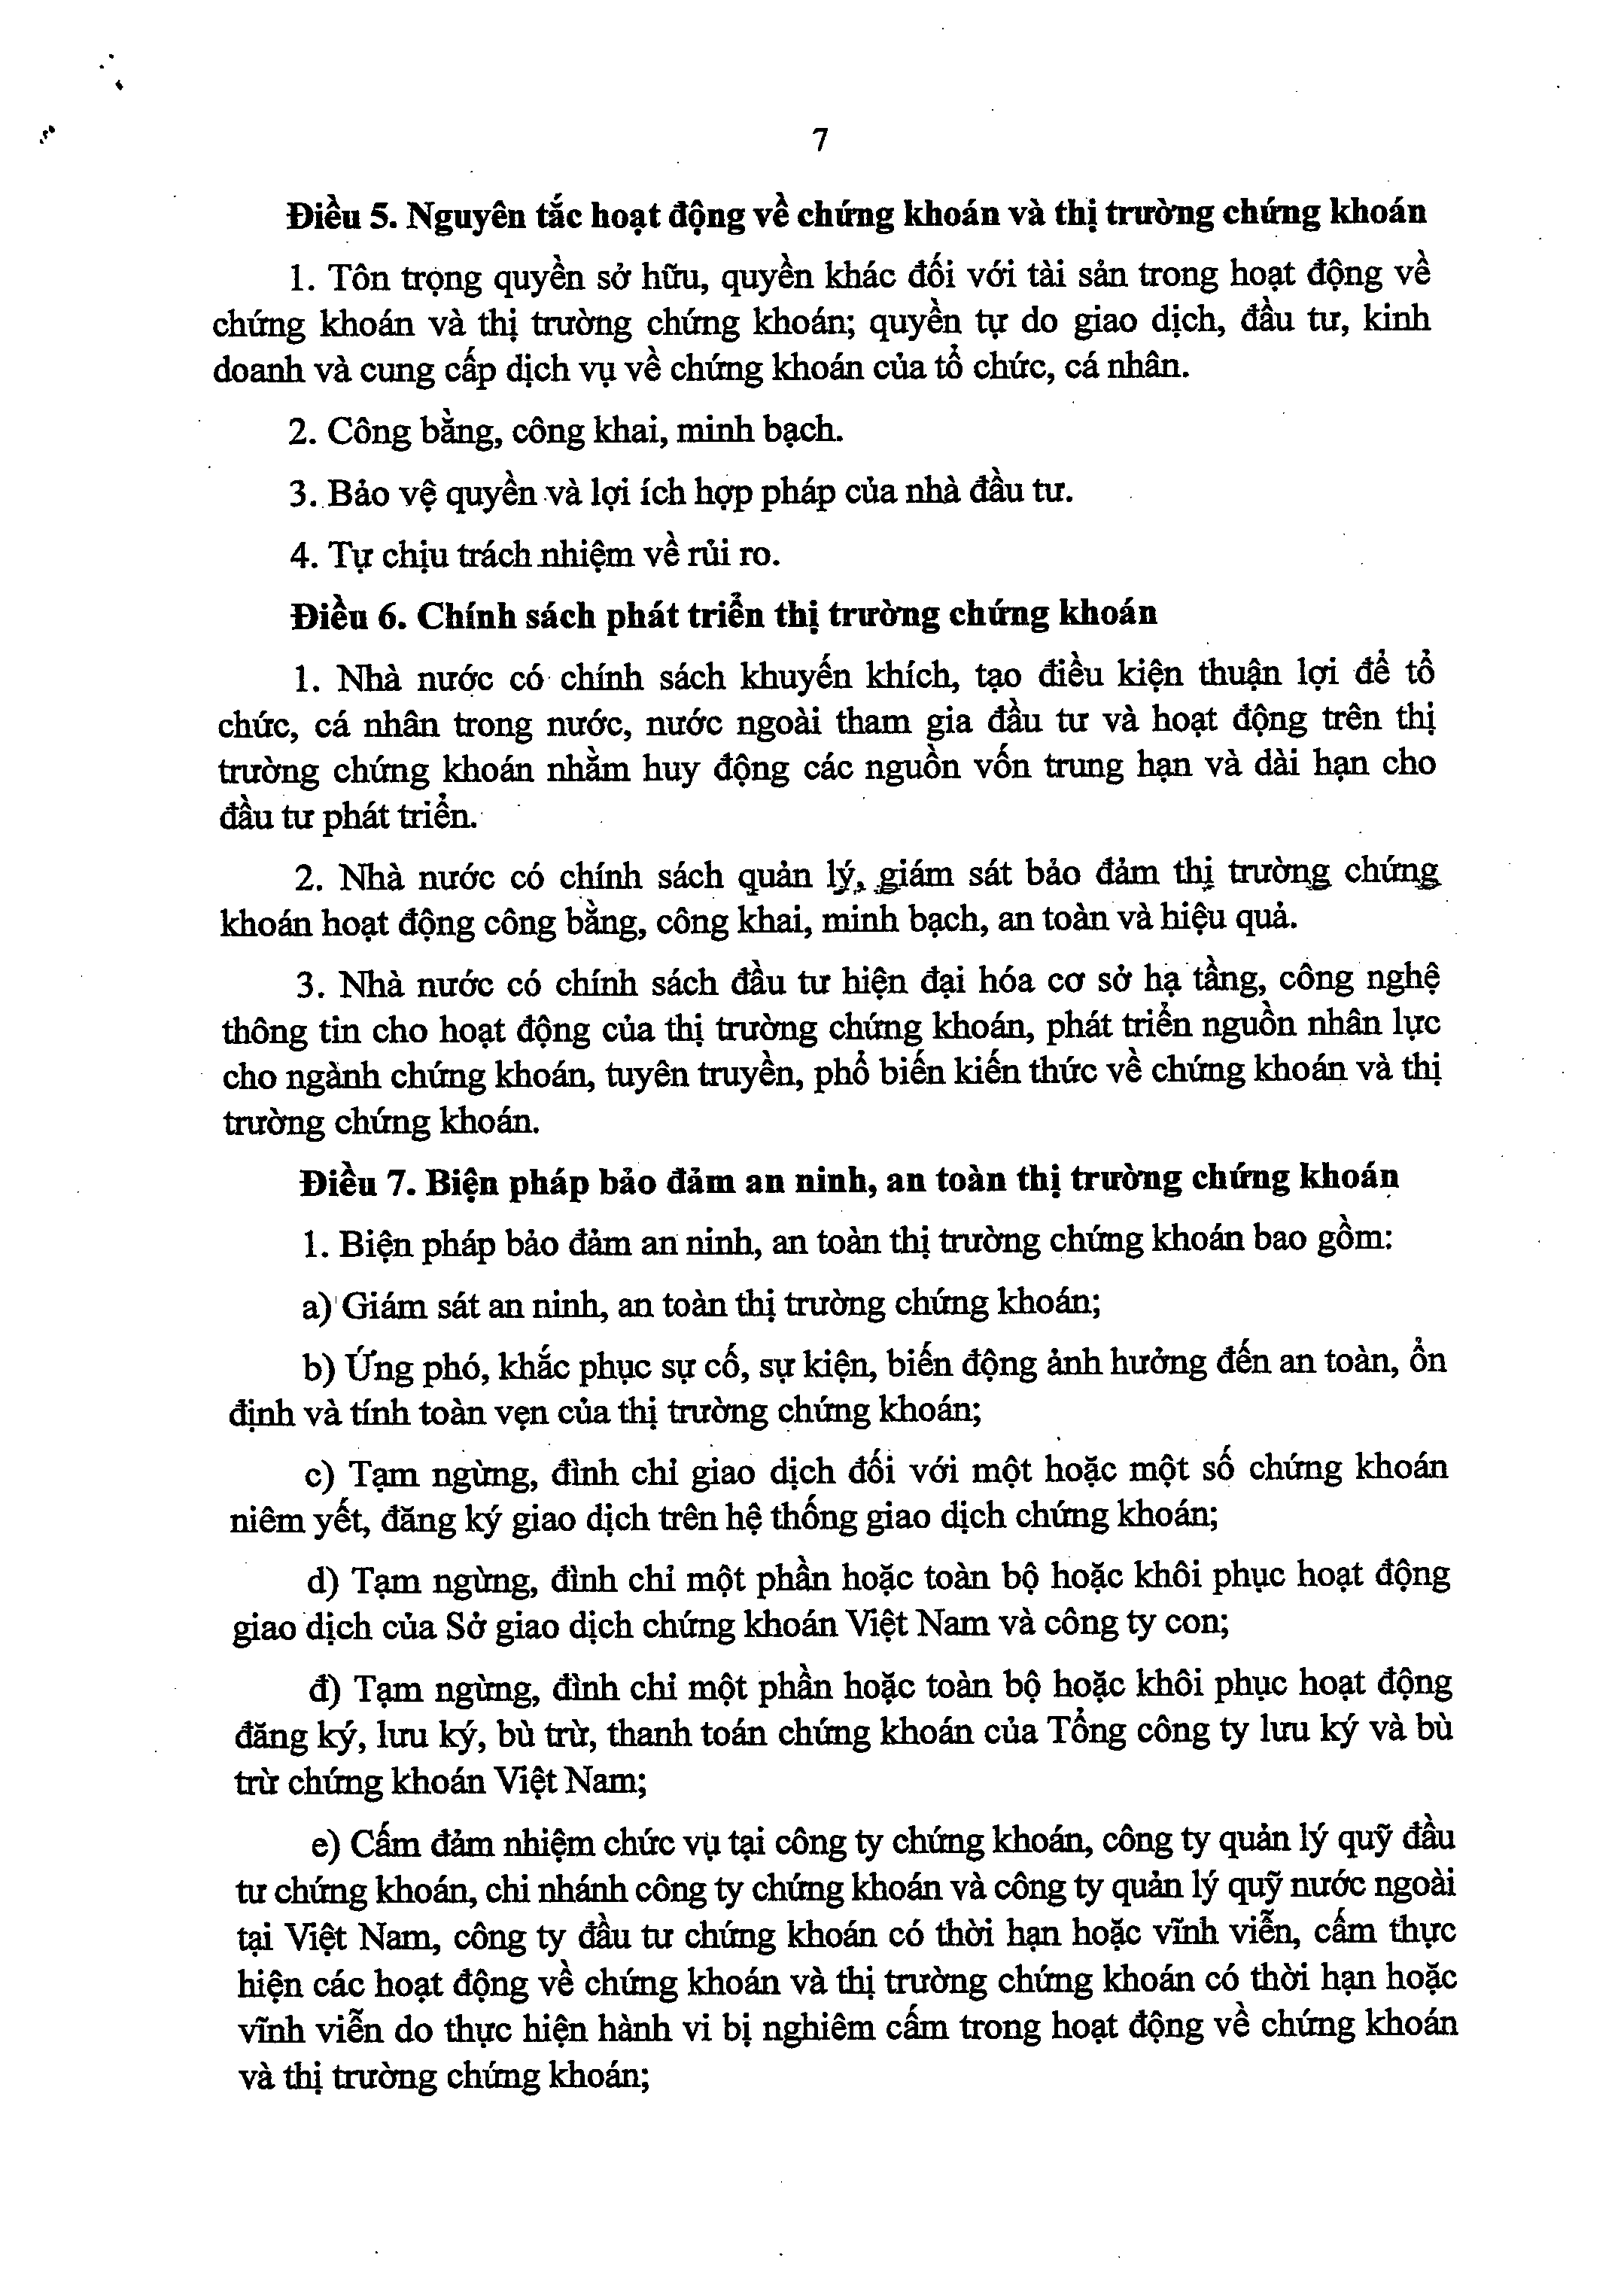 7
Điều 5. Nguyên tắc hoạt động về chứng khoán và thị trường chứng khoán
1. Tôn trọng quyền sở hữu, quyền khác đối với tài sản trong hoạt động về
chứng khoán và thị trường chứng khoán; quyền tự do giao dịch, đầu tư, kinh
doanh và cung cấp dịch vụ về chứng khoán của tổ chức, cá nhân.
2. Công bằng, công khai, minh bạch.
3. Bảo vệ quyền và lợi ích hợp pháp của nhà đầu tư.
4. Tự chịu trách nhiệm về rủi ro.
Điều 6. Chính sách phát triển thị trường chứng khoán
1. Nhà nước có chính sách khuyến khích, tạo điều kiện thuận lợi để tổ
chức, cá nhân trong nước, nước ngoài tham gia đầu tư và hoạt động trên thị
trường chứng khoán nhằm huy động các nguồn vốn trung hạn và dài hạn cho
đầu tư phát triển.
2. Nhà nước có chính sách quản lý, giám sát bảo đảm thị trường chứng
khoán hoạt động công bằng, công khai, minh bạch, an toàn và hiệu quả.
3. Nhà nước có chính sách đầu tư hiện đại hóa cơ sở hạ tầng, công nghệ
thông tin cho hoạt động của thị trường chứng khoán, phát triển nguồn nhân lực
cho ngành chứng khoán, tuyên truyền, phổ biến kiến thức về chứng khoán và thị
trường chứng khoán.
Điều 7. Biện pháp bảo đảm an ninh, an toàn thị trường chứng khoán
1. Biện pháp bảo đảm an ninh, an toàn thị trường chứng khoán bao gồm:
a) Giám sát an ninh, an toàn thị trường chứng khoán;
b) Ứng phó, khắc phục sự cố, sự kiện, biến động ảnh hưởng đến an toàn, ổn
định và tính toàn vẹn của thị trường chứng khoán;
c) Tạm ngừng, đình chỉ giao dịch đối với một hoặc một số chứng khoán
niêm yết, đăng ký giao dịch trên hệ thống giao dịch chứng khoán;
d) Tạm ngừng, đình chỉ một phần hoặc toàn bộ hoặc khôi phục hoạt động
giao dịch của Sở giao dịch chứng khoán Việt Nam và công ty con;
đ) Tạm ngừng, đình chỉ một phần hoặc toàn bộ hoặc khôi phục hoạt động
đăng ký, lưu ký, bù trừ, thanh toán chứng khoán của Tổng công ty lưu ký và bù
trừ chứng khoán Việt Nam;
e) Cấm đảm nhiệm chức vụ tại công ty chứng khoán, công ty quản lý quỹ đầu
tư chứng khoán, chi nhánh công ty chứng khoán và công ty quản lý quỹ nước ngoài
tại Việt Nam, công ty đầu tư chứng khoán có thời hạn hoặc vĩnh viễn, cấm thực
hiện các hoạt động về chứng khoán và thị trường chứng khoán có thời hạn hoặc
vĩnh viễn do thực hiện hành vi bị nghiêm cấm trong hoạt động về chứng khoán
và thị trường chứng khoán;